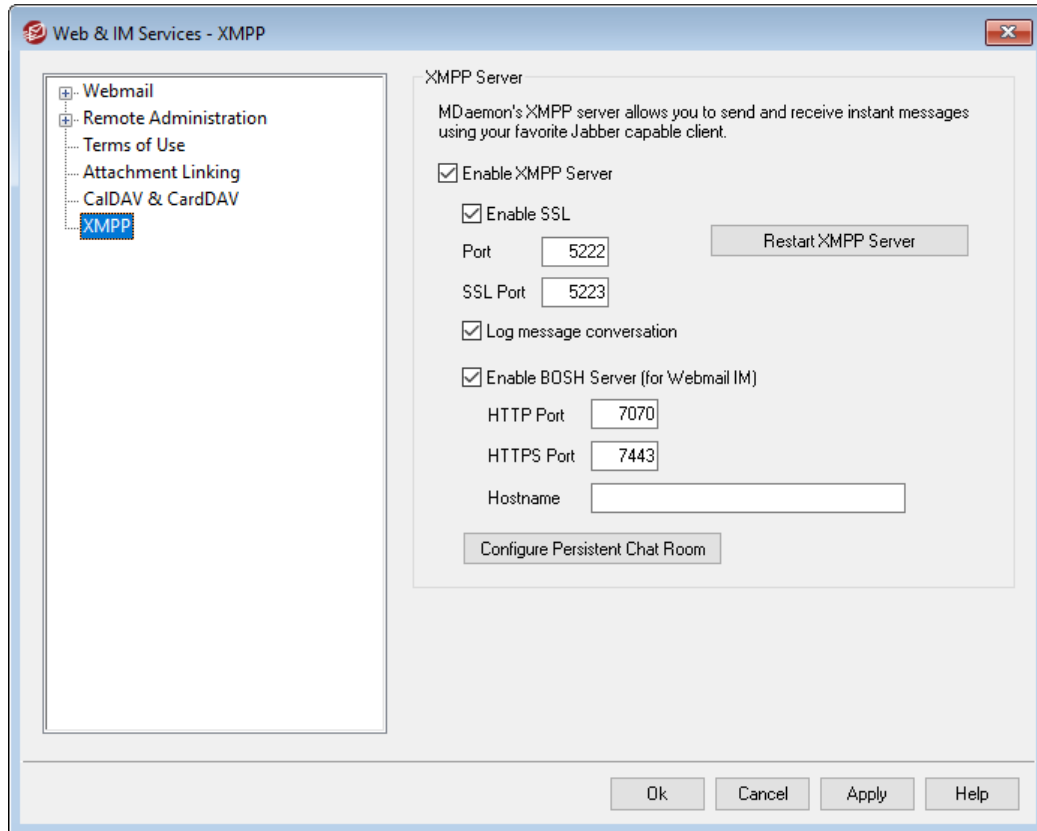 Web & IM Services - XMPP
Webmail
Remote Administration
Terms of Use
Attachment Linking
CalDAV & CardDAV
XMPP
XMPP Server
MDaemon's XMPP server allows you to send and receive instant messages
using your favorite Jabber capable client.
Enable XMPP Server
Enable SSL
Port 5222
Restart XMPP Server
SSL Port 5223
Log message conversation
Enable BOSH Server (for Webmail IM)
HTTP Port 7070
HTTPS Port 7443
Hostname
Configure Persistent Chat Room
Ok Cancel Apply Help